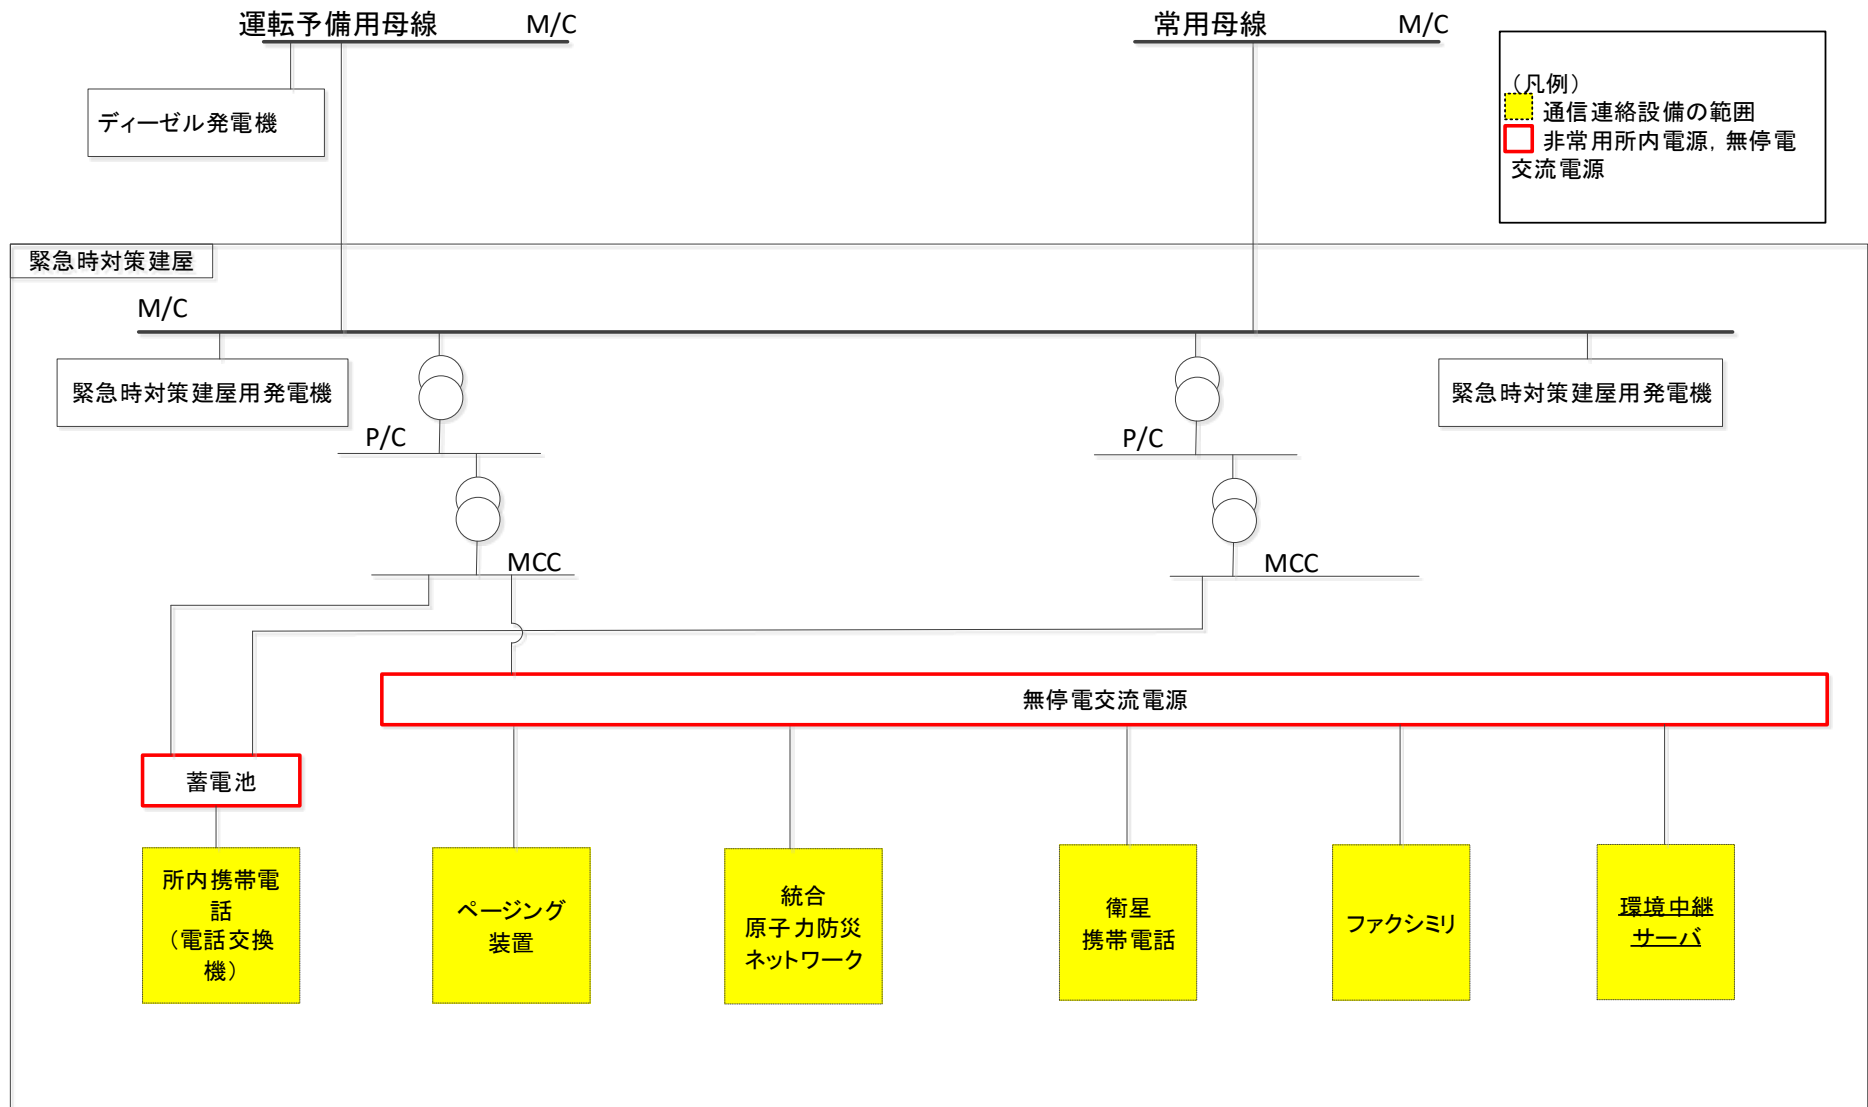 運転予備用母線 M/C
常用母線 M/C
ディーゼル発電機
(凡例)
通信連絡設備の範囲
非常用所内電源, 無停電
交流電源
緊急時対策建屋
M/C
緊急時対策建屋用発電機
緊急時対策建屋用発電機
P/C
P/C
MCC
MCC
無停電交流電源
蓄電池
所内携帯電
話
(電話交換
機)
ページング
装置
統合
原子力防災
ネットワーク
衛星
携帯電話
ファクシミリ
環境中継
サーバ